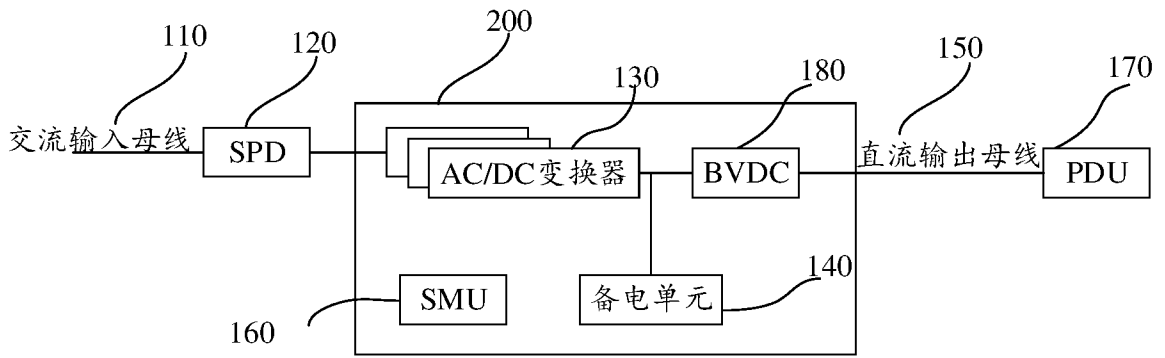 110
120
200
130
180
150
170
交流输入母线
SPD
AC/DC变换器
BVDC
直流输出母线
PDU
SMU
备电单元
140
160